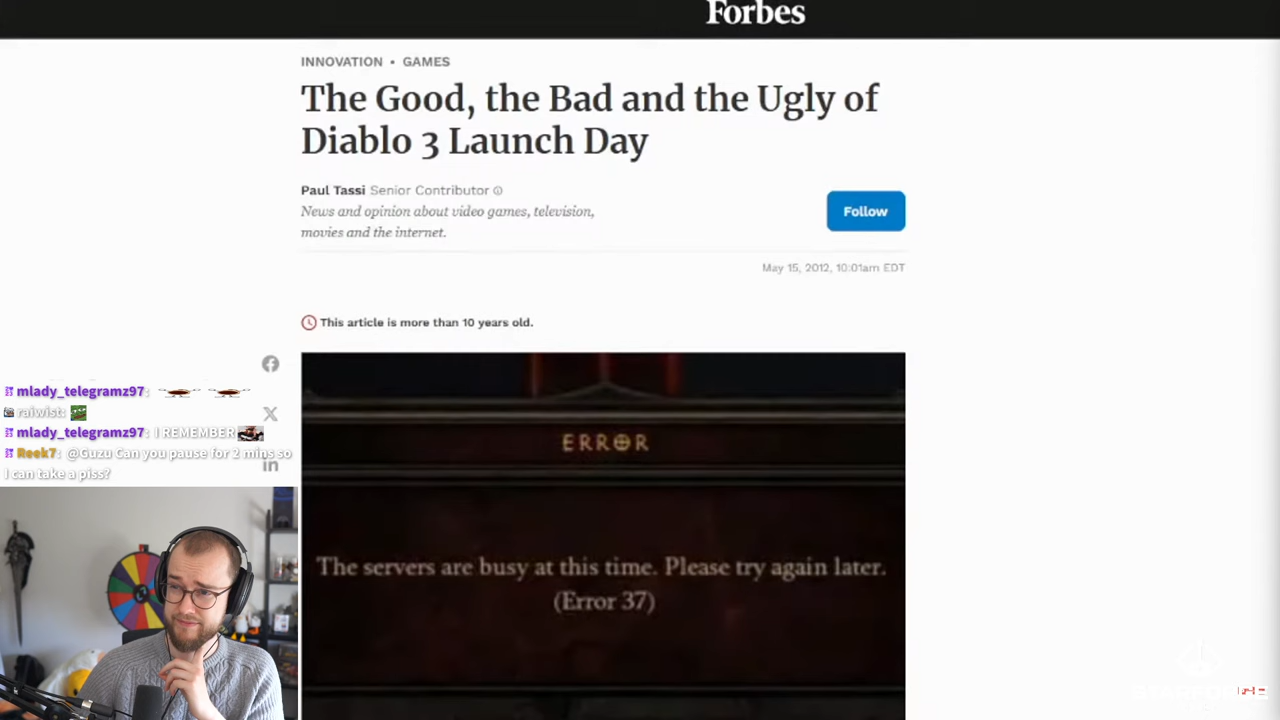 Forbes
INNOVATION • GAMES
The Good, the Bad and the Ugly of
Diablo 3 Launch Day
Paul Tassi Senior Contributor
News and opinion about video games, television,
movies and the internet.
Follow
May 15, 2012, 10:01am EDT
This article is more than 10 years old.
mlady_telegramz97:
raiwist:
mlady_telegramz97: I REMEMBER
Reek7: @Guzu Can you pause for 2 mins so
I can take a piss?
in
ERROR
The servers are busy at this time. Please try again later.
(Error 37)